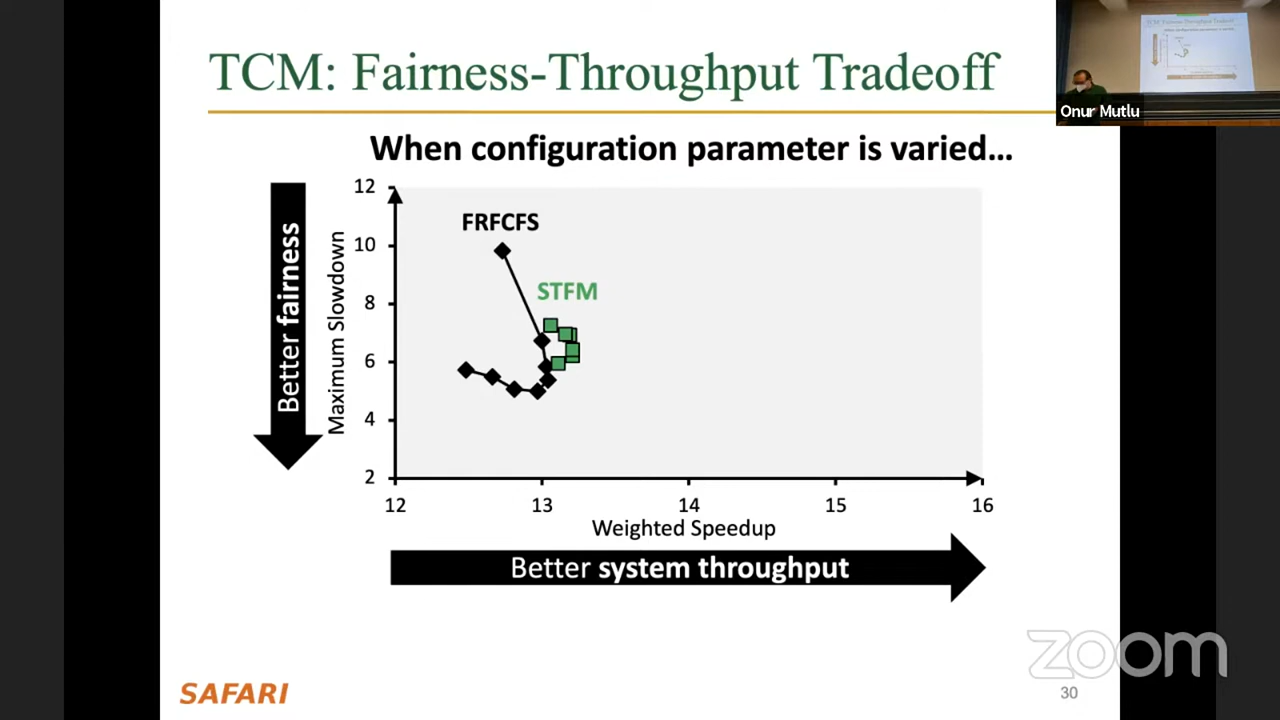 TCM: Fairness-Throughput Tradeoff
Onur Mutlu
When configuration parameter is varied...
Better fairness
Maximum Slowdown
12
10
8
6
4
2
FRFCFS
STFM
12 13 14 15 16
Weighted Speedup
Better system throughput
zoom
SAFARI
30